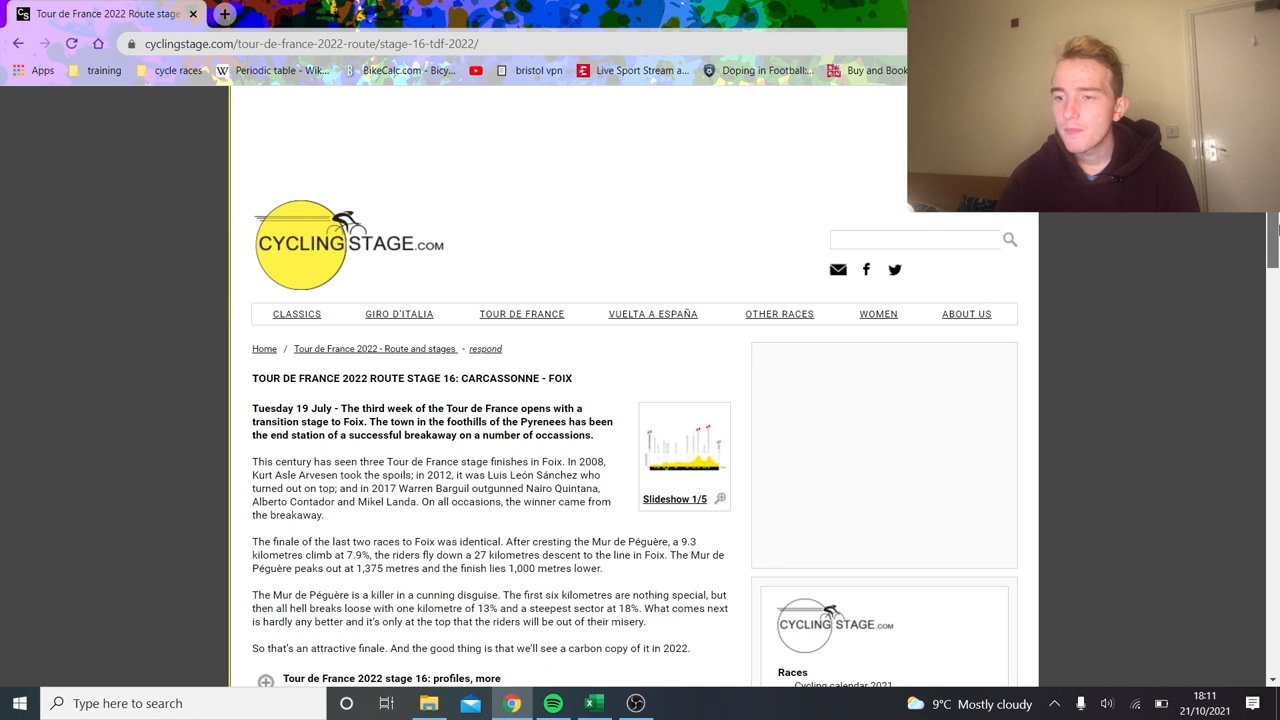 Tour de France 2022 Route stage
cyclingstage.com/tour-de-france-2022-route/stage-16-tdf-2022/
Apps training cycle races Periodic table - Wik... BikeCalc.com - Bicy... bristol vpn Live Sport Stream a... Doping in Football:... Buy and Book
CYCLINGSTAGE.COM
CLASSICS GIRO D'ITALIA TOUR DE FRANCE VUELTA A ESPAÑA OTHER RACES WOMEN ABOUT US
Home / Tour de France 2022 - Route and stages - respond
TOUR DE FRANCE 2022 ROUTE STAGE 16: CARCASSONNE - FOIX
Tuesday 19 July - The third week of the Tour de France opens with a
transition stage to Foix. The town in the foothills of the Pyrenees has been
the end station of a successful breakaway on a number of occassions.
This century has seen three Tour de France stage finishes in Foix. In 2008,
Kurt Asle Arvesen took the spoils; in 2012, it was Luis León Sánchez who
turned out on top; and in 2017 Warren Barguil outgunned Nairo Quintana,
Alberto Contador and Mikel Landa. On all occasions, the winner came from
the breakaway.
Slideshow 1/5
The finale of the last two races to Foix was identical. After cresting the Mur de Péguère, a 9.3
kilometres climb at 7.9%, the riders fly down a 27 kilometres descent to the line in Foix. The Mur de
Péguère peaks out at 1,375 metres and the finish lies 1,000 metres lower.
The Mur de Péguère is a killer in a cunning disguise. The first six kilometres are nothing special, but
then all hell breaks loose with one kilometre of 13% and a steepest sector at 18%. What comes next
is hardly any better and it's only at the top that the riders will be out of their misery.
So that's an attractive finale. And the good thing is that we'll see a carbon copy of it in 2022.
Tour de France 2022 stage 16: profiles, more
CYCLINGSTAGE.COM
Races
Cycling calendar 2021
Type here to search
9°C Mostly cloudy
18:11
21/10/2021